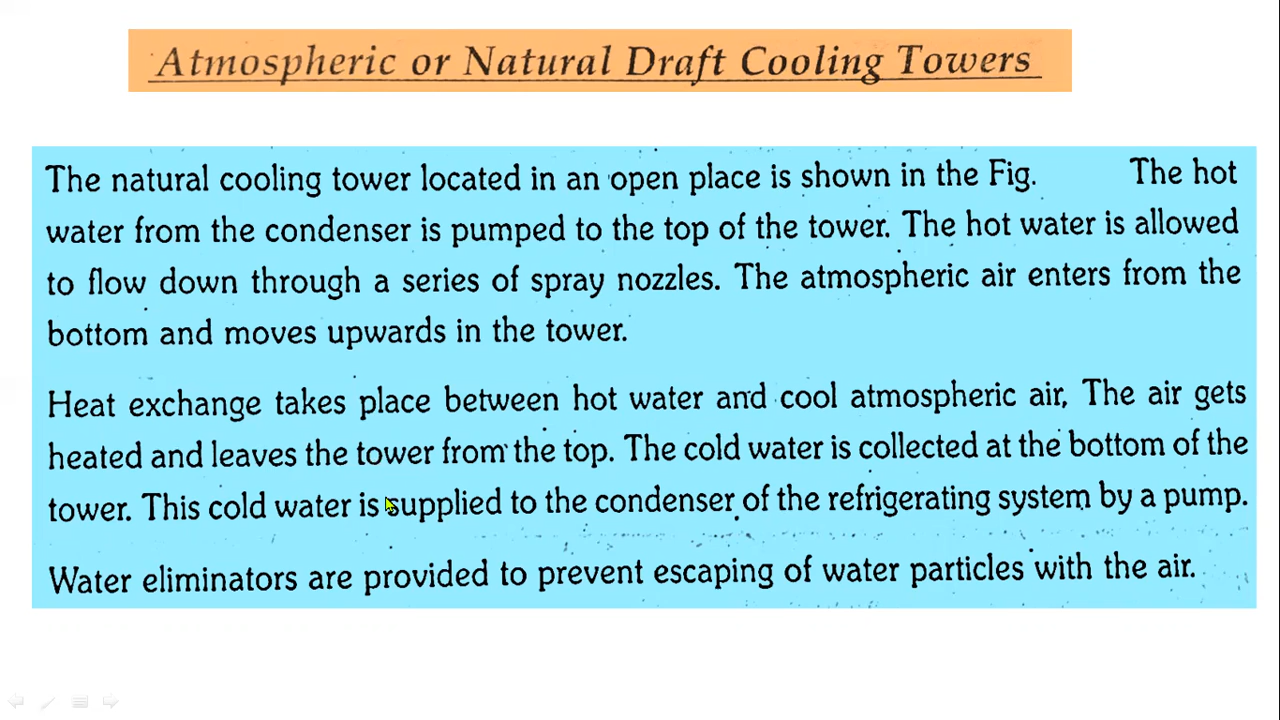 Atmospheric or Natural Draft Cooling Towers
The natural cooling tower located in an open place is shown in the Fig. The hot
water from the condenser is pumped to the top of the tower. The hot water is allowed
to flow down through a series of spray nozzles. The atmospheric air enters from the
bottom and moves upwards in the tower.
Heat exchange takes place between hot water and cool atmospheric air, The air gets
heated and leaves the tower from the top. The cold water is collected at the bottom of the
tower. This cold water is supplied to the condenser of the refrigerating system by a pump.
Water eliminators are provided to prevent escaping of water particles with the air.